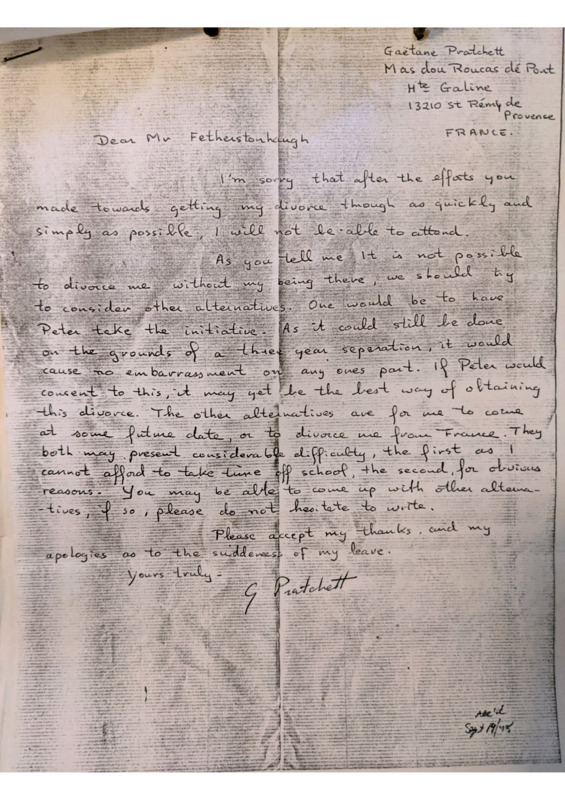 Gaëtane Pratchett
Mas dou Roucas dé Pont
Hte Galine
13210 St Rémy de
Provence
FRANCE.
Dear Mr Fetherstonhaugh
I'm sorry that after the efforts you
made towards getting my divorce though as quickly and
simply as possible, I will not be able to attond.
As you tell me It is not possible
to divorce me without my being there, we should try
to consider other alternatives. One would be to have
Peter take the initiative. As it could still be done
on the grounds of a three year seperation, it would
cause no embarrassment on any ones part. If Peter would
consent to this, it may yet be the best way of obtaining
this divorce. The other alternatives are for me to come
at some future date, or to divorce me from France. They
both may present considerable difficulty, the first as I
cannot afford to take time off school, the second, for obvious
reasons. You may be able to come up with other alterna-
tives, if so, please do not hesitate to write.
Please accept my thanks, and my
apologies as to the suddeness of my leave.
Yours truly -
G Pratchett
rec'd
Sept 19/